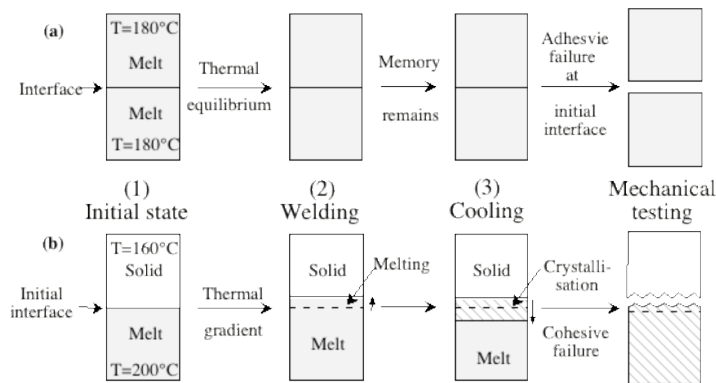 (a)
T=180°C
Melt
Interface
Melt
T=180°C
Thermal
equilibrium
Memory
remains
Adhesvie
failure
at
initial
interface
(1)
Initial state
(2)
Welding
(3)
Cooling
Mechanical
testing
(b)
T=160°C
Solid
Initial
interface
Melt
T=200°C
Thermal
gradient
Solid
Melting
Melt
Solid
Melt
Crystalli-
sation
Cohesive
failure